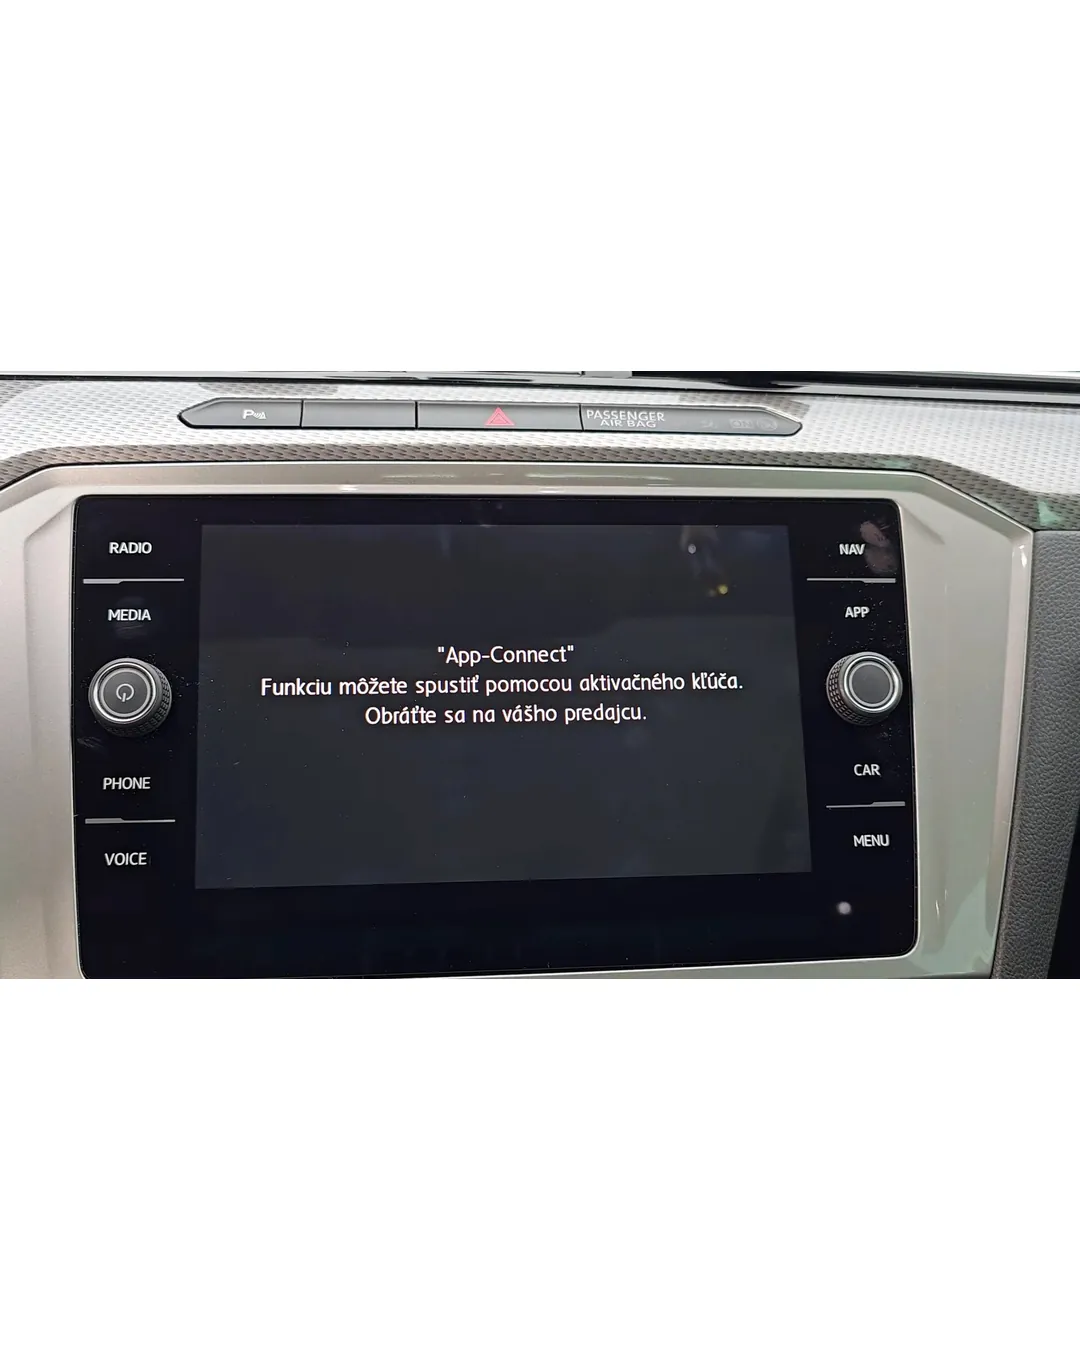 P
PASSENGER
AIR BAG
RADIO
MEDIA
PHONE
VOICE
"App-Connect"
Funkciu môžete spustiť pomocou aktivačného kľúča.
Obráťte sa na vášho predajcu.
NAV
APP
CAR
MENU